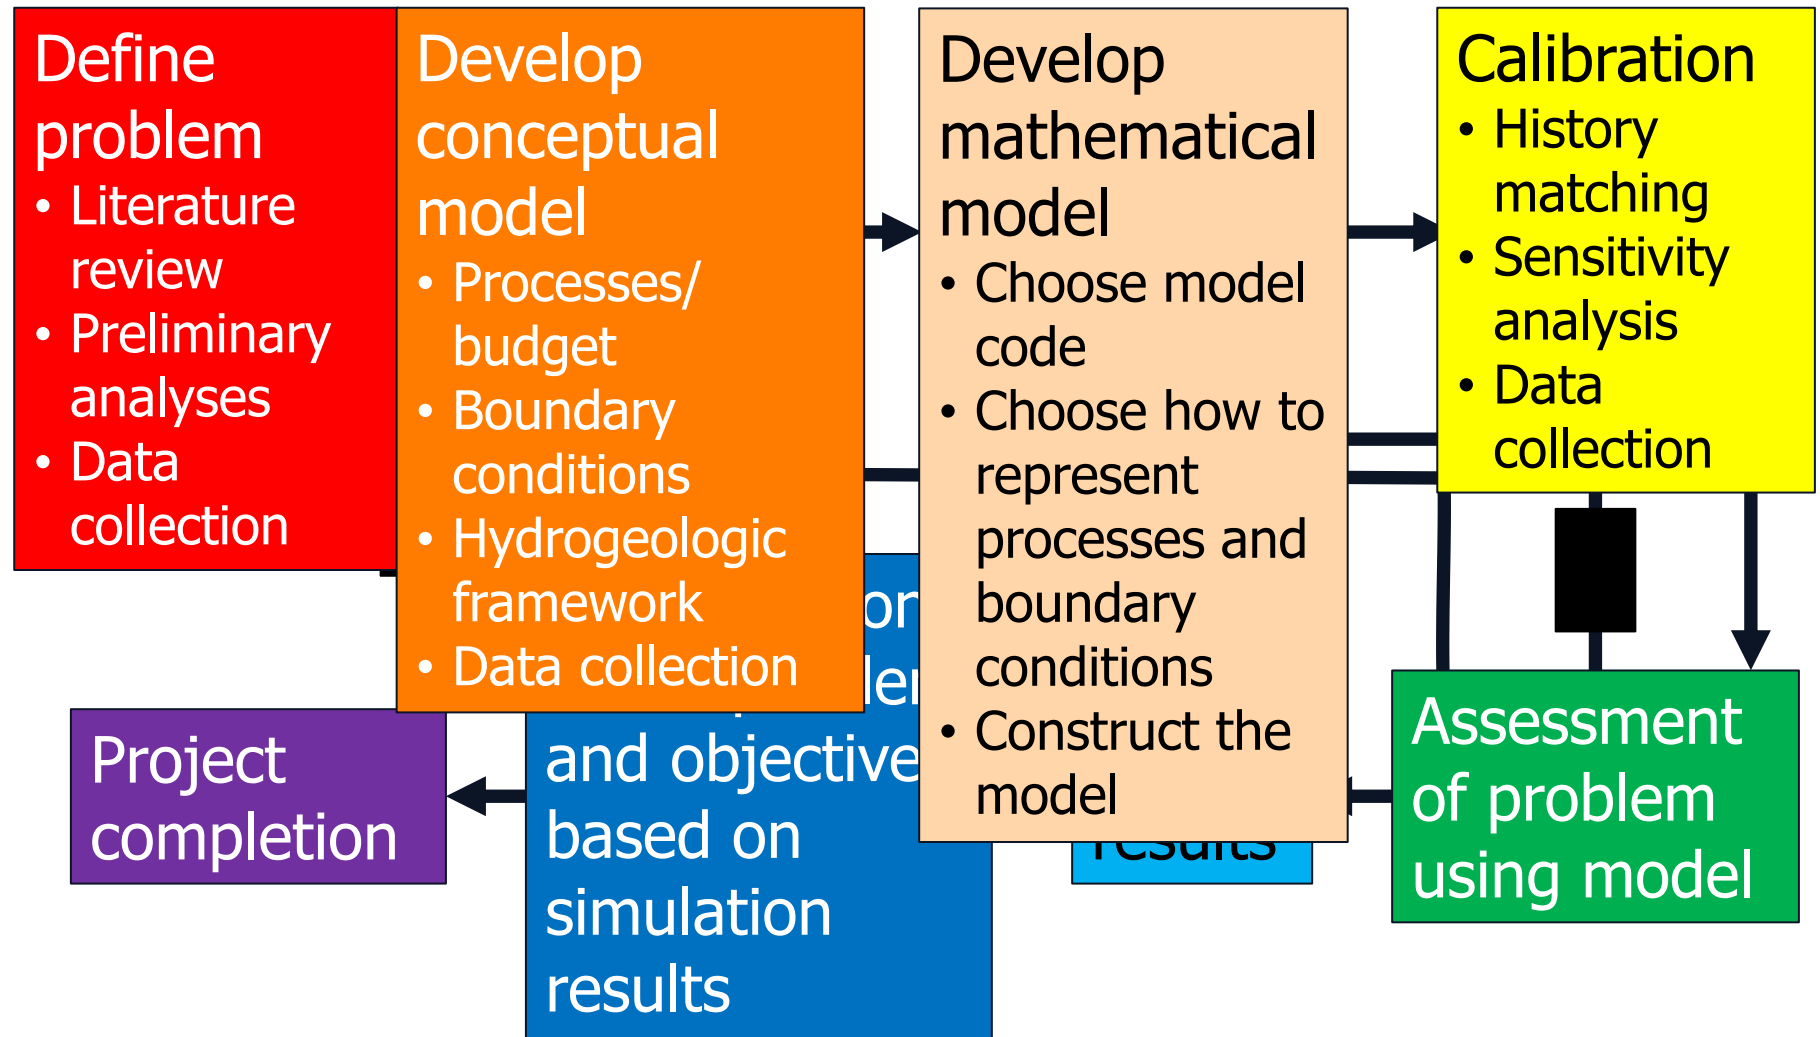 Define
problem
• Literature
review
• Preliminary
analyses
• Data
collection
Develop
conceptual
model
• Processes/
budget
• Boundary
conditions
• Hydrogeologic
framework
• Data collection
Develop
mathematical
model
• Choose model
code
• Choose how to
represent
processes and
boundary
conditions
• Construct the
model
Calibration
• History
matching
• Sensitivity
analysis
• Data
collection
Project
completion
and objective
based on
simulation
results
results
Assessment
of problem
using model